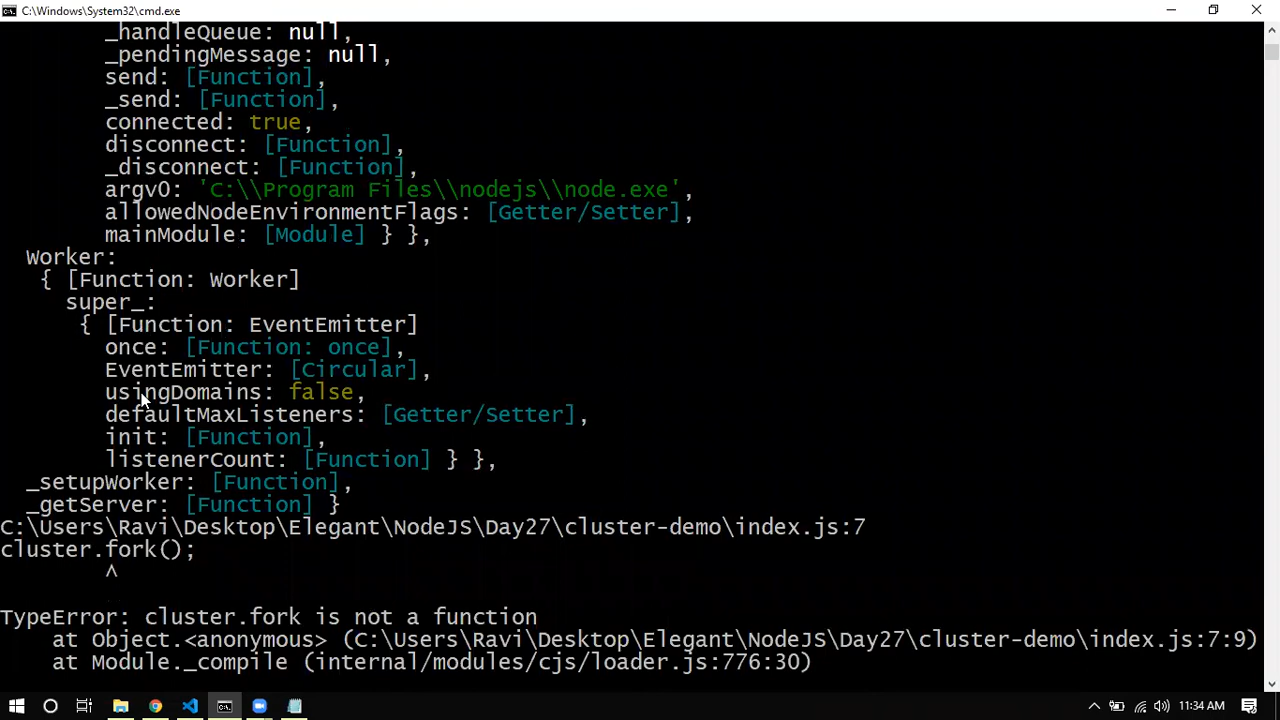 C:\Windows\System32\cmd.exe
_handleQueue: null,
_pendingMessage: null,
send: [Function],
_send: [Function],
connected: true,
disconnect: [Function],
_disconnect: [Function],
argv0: 'C:\\Program Files\\nodejs\\node.exe',
allowedNodeEnvironmentFlags: [Getter/Setter],
mainModule: [Module] } },
Worker:
{ [Function: Worker]
super_:
{ [Function: EventEmitter]
once: [Function: once],
EventEmitter: [Circular],
usingDomains: false,
defaultMaxListeners: [Getter/Setter],
init: [Function],
listenerCount: [Function] } },
_setupWorker: [Function],
_getServer: [Function] }
C:\Users\Ravi\Desktop\Elegant\NodeJS\Day27\cluster-demo\index.js:7
cluster.fork();
^
TypeError: cluster.fork is not a function
at Object.<anonymous> (C:\Users\Ravi\Desktop\Elegant\NodeJS\Day27\cluster-demo\index.js:7:9)
at Module._compile (internal/modules/cjs/loader.js:776:30)
11:34 AM